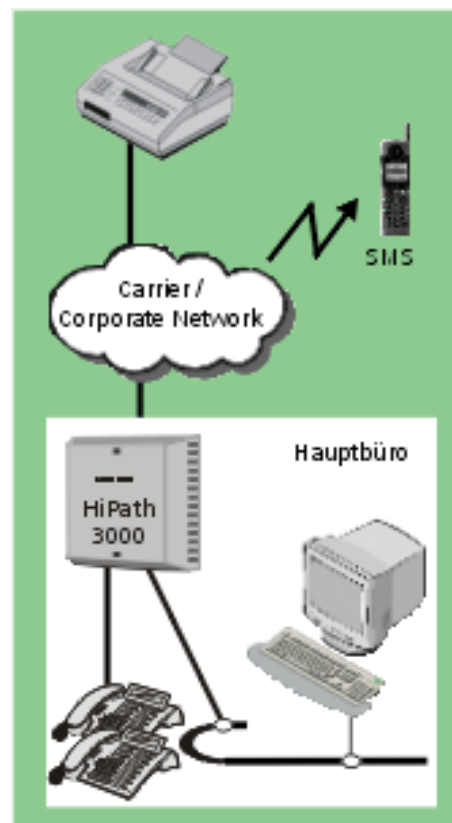 SMS
Carrier /
Corporate Network
Hauptbüro
HiPath
3000